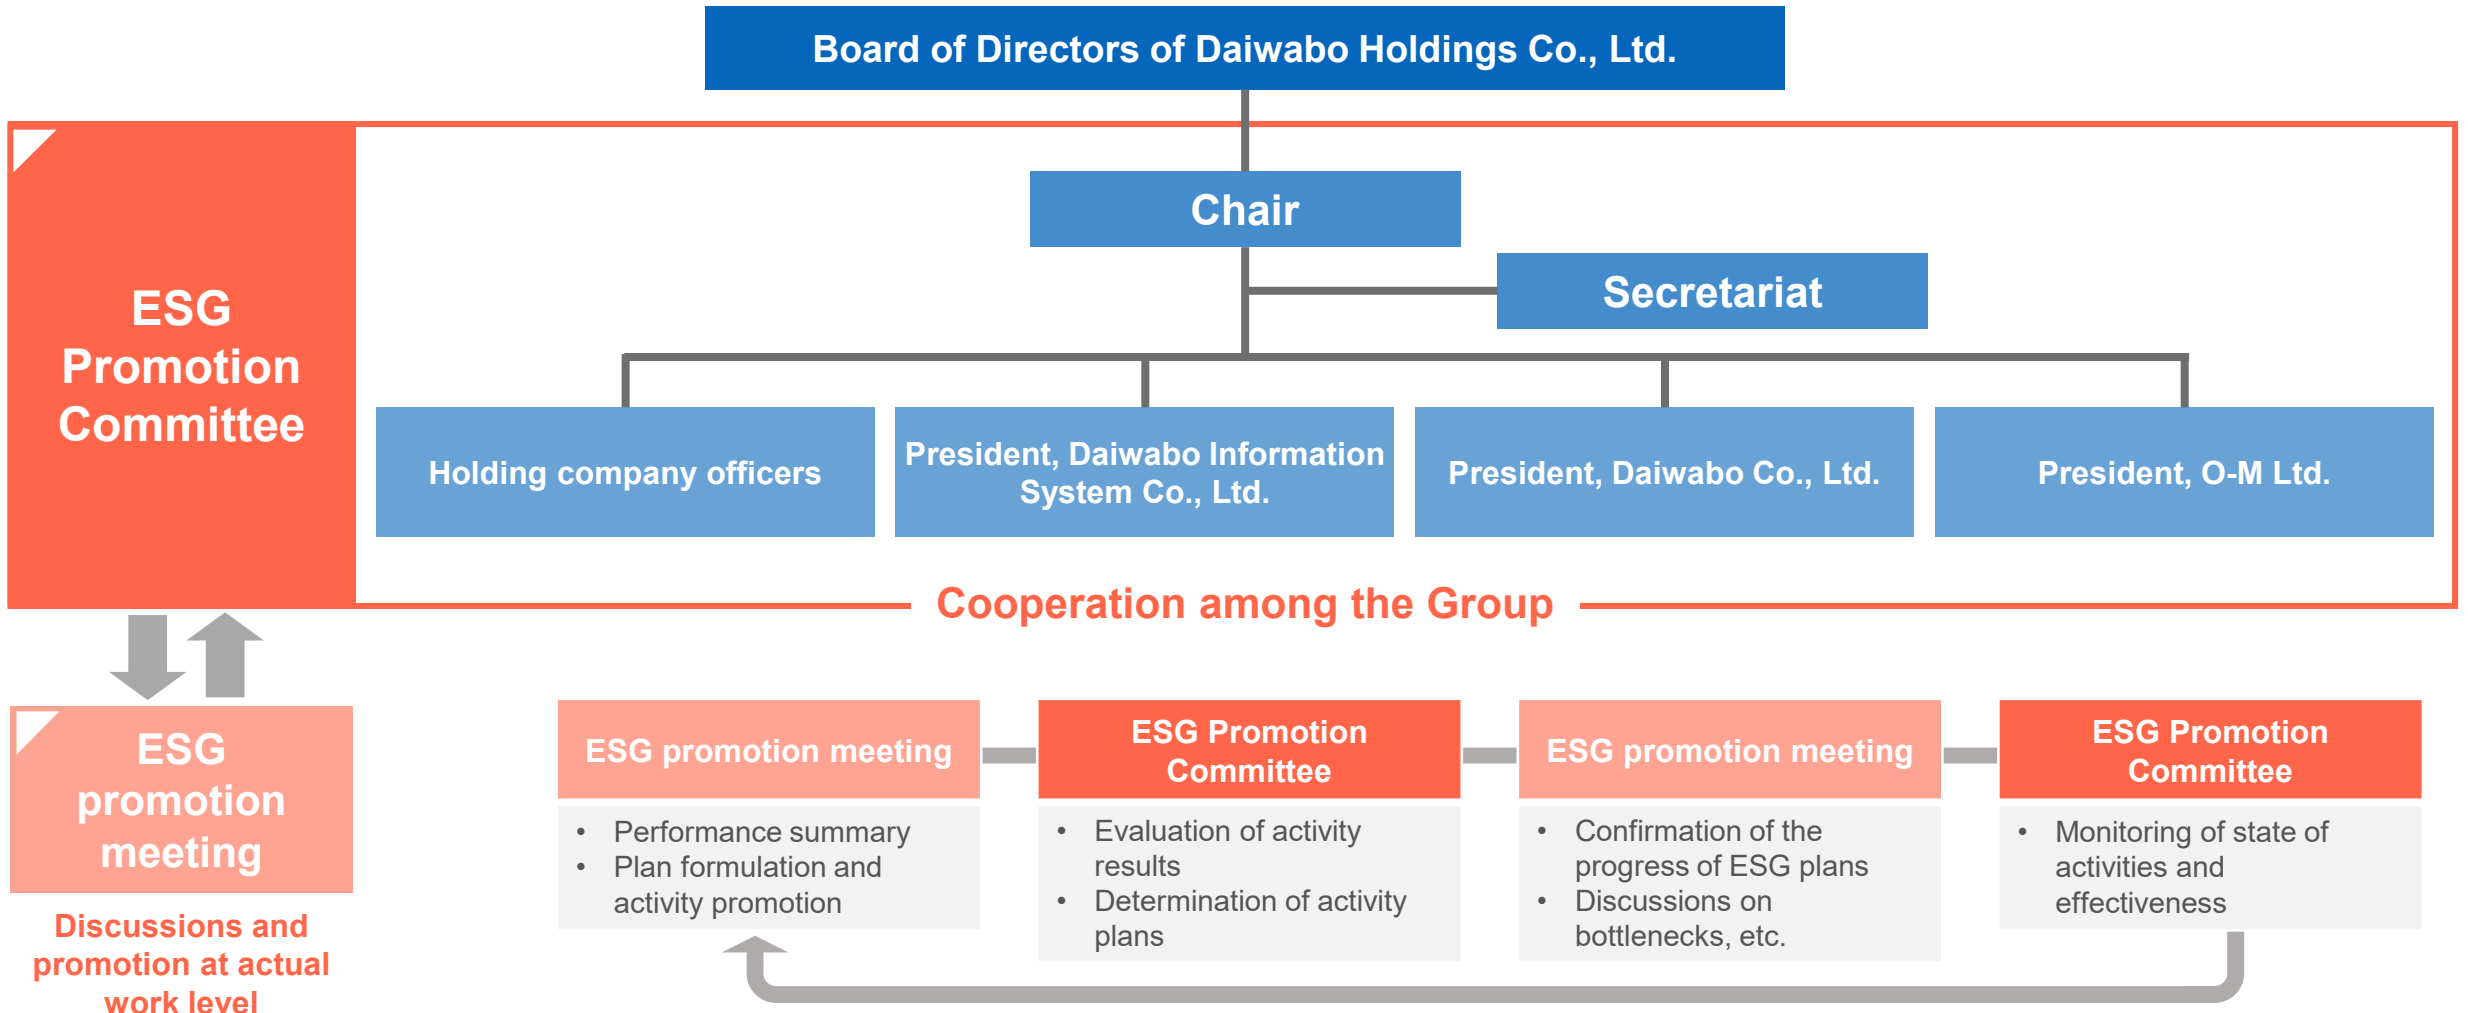 Board of Directors of Daiwabo Holdings Co., Ltd.
ESG
Promotion
Committee
Chair
Secretariat
Holding company officers
President, Daiwabo Information
System Co., Ltd.
President, Daiwabo Co., Ltd.
President, O-M Ltd.
Cooperation among the Group
ESG
promotion
meeting
Discussions and
promotion at actual
work level
ESG promotion meeting
• Performance summary
• Plan formulation and
activity promotion
ESG Promotion
Committee
• Evaluation of activity
results
• Determination of activity
plans
ESG promotion meeting
• Confirmation of the
progress of ESG plans
• Discussions on
bottlenecks, etc.
ESG Promotion
Committee
• Monitoring of state of
activities and
effectiveness